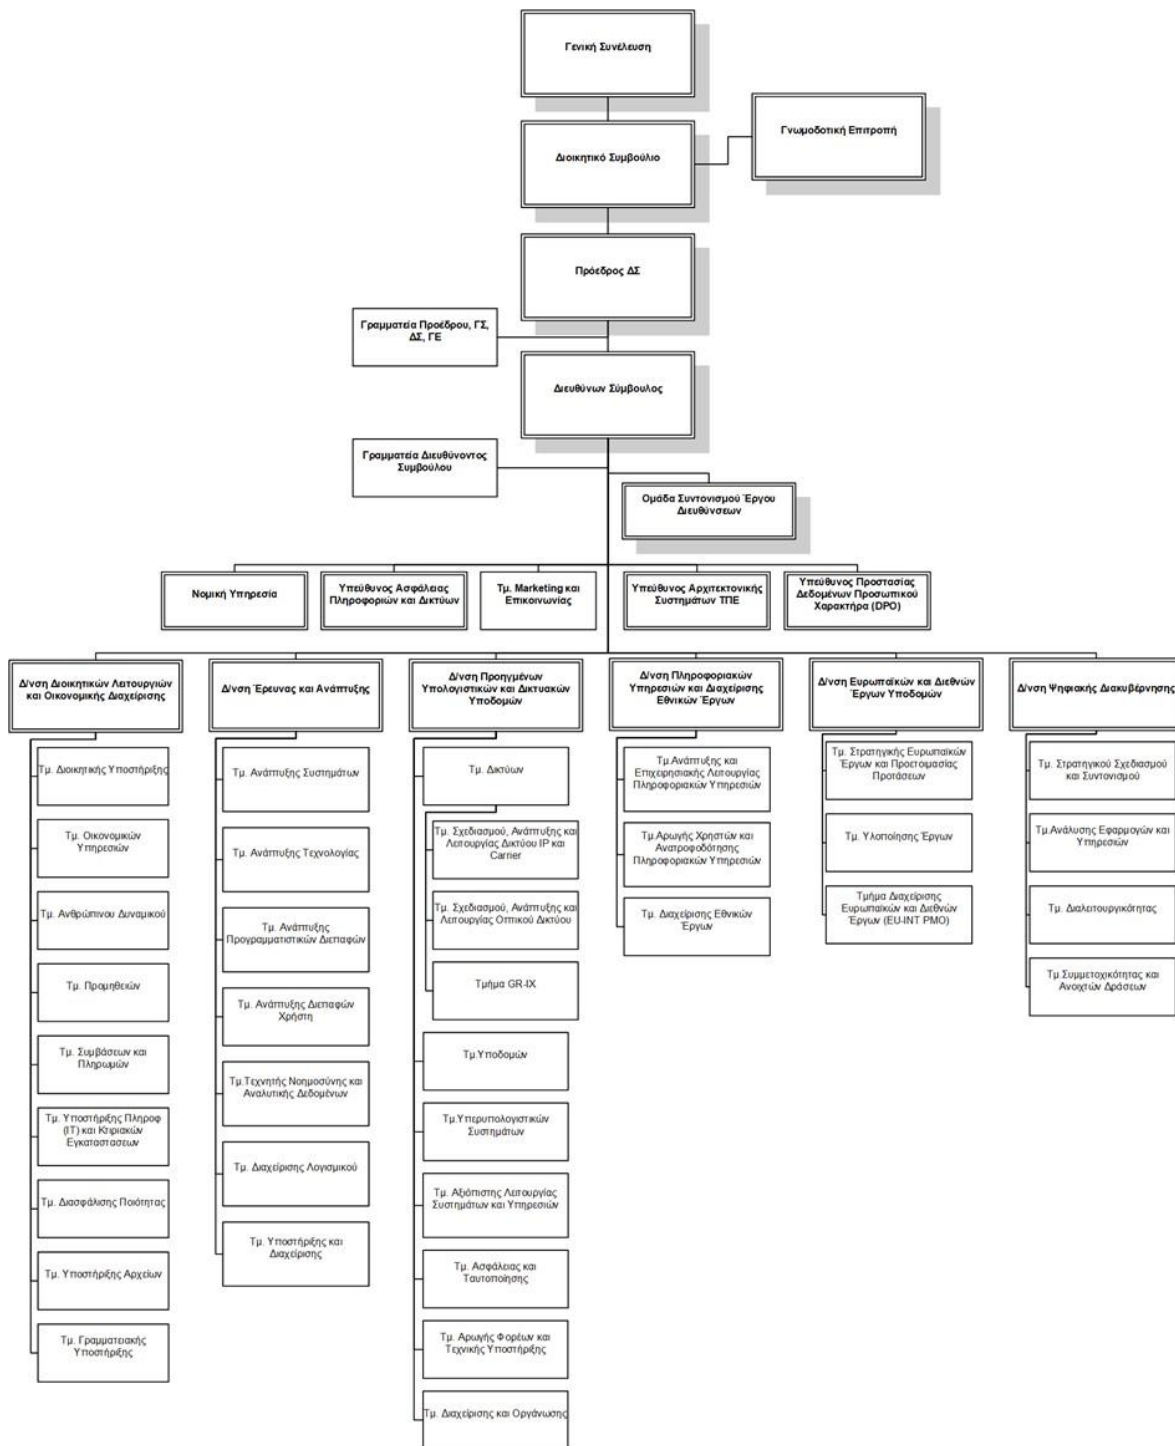 Γενική Συνέλευση
Γνωμοδοτική Επιτροπή
Διοικητικό Συμβούλιο
Πρόεδρος ΔΣ
Γραμματεία Προέδρου, ΓΣ,
ΔΣ, ΓΕ
Διευθύνων Σύμβουλος
Γραμματεία Διευθύνοντος
Συμβούλου
Ομάδα Συντονισμού Έργου
Διευθύνσεων
Νομική Υπηρεσία
Υπεύθυνος Ασφάλειας
Πληροφοριών και Δικτύων
Τμ. Marketing και
Επικοινωνίας
Υπεύθυνος Αρχιτεκτονικής
Συστημάτων ΤΠΕ
Υπεύθυνος Προστασίας
Δεδομένων Προσωπικού
Χαρακτήρα (DPO)
Δ/νση Διοικητικών Λειτουργιών
και Οικονομικής Διαχείρισης
Τμ. Διοικητικής Υποστήριξης
Τμ. Οικονομικών
Υπηρεσιών
Τμ. Ανθρώπινου Δυναμικού
Τμ. Προμηθειών
Τμ. Συμβάσεων και
Πληρωμών
Τμ. Υποστήριξης Πληροφ
(IT) και Κτιριακών
Εγκαταστασεων
Τμ. Διασφάλισης Ποιότητας
Τμ. Υποστήριξης Αρχείων
Τμ. Γραμματειακής
Υποστήριξης
Δ/νση Έρευνας και Ανάπτυξης
Τμ. Ανάπτυξης Συστημάτων
Τμ. Ανάπτυξης Τεχνολογίας
Τμ. Ανάπτυξης
Προγραμματιστικών Διεπαφών
Τμ. Ανάπτυξης Διεπαφών
Χρήστη
Τμ.Τεχνητής Νοημοσύνης και
Αναλυτικής Δεδομένων
Τμ. Διαχείρισης Λογισμικού
Τμ. Υποστήριξης και
Διαχείρισης
Δ/νση Προηγμένων
Υπολογιστικών και Δικτυακών
Υποδομών
Τμ. Δικτύων
Τμ. Σχεδιασμού, Ανάπτυξης και
Λειτουργίας Δικτύου IP και
Carrier
Τμ. Σχεδιασμού, Ανάπτυξης και
Λειτουργίας Οπτικού Δικτύου
Τμήμα GR-IX
Τμ.Υποδομών
Τμ.Υπερυπολογιστικών
Συστημάτων
Τμ. Αξιόπιστης Λειτουργίας
Συστημάτων και Υπηρεσιών
Τμ. Ασφάλειας και
Ταυτοποίησης
Τμ. Αρωγής Φορέων και
Τεχνικής Υποστήριξης
Τμ. Διαχείρισης και Οργάνωσης
Δ/νση Πληροφοριακών
Υπηρεσιών και Διαχείρισης
Εθνικών Έργων
Τμ.Ανάπτυξης και
Επιχειρησιακής Λειτουργίας
Πληροφοριακών Υπηρεσιών
Τμ.Αρωγής Χρηστών και
Ανατροφοδότησης
Πληροφοριακών Υπηρεσιών
Τμ. Διαχείρισης Εθνικών
Έργων
Δ/νση Ευρωπαϊκών και Διεθνών
Έργων Υποδομών
Τμ. Στρατηγικής Ευρωπαϊκών
Έργων και Προετοιμασίας
Προτάσεων
Τμ. Υλοποίησης Έργων
Τμήμα Διαχείρισης
Ευρωπαϊκών και Διεθνών
Έργων (EU-INT PMO)
Δ/νση Ψηφιακής Διακυβέρνησης
Τμ. Στρατηγικού Σχεδιασμού
και Συντονισμού
Τμ.Ανάλυσης Εφαρμογών και
Υπηρεσιών
Τμ. Διαλειτουργικότητας
Τμ.Συμμετοχικότητας και
Ανοιχτών Δράσεων